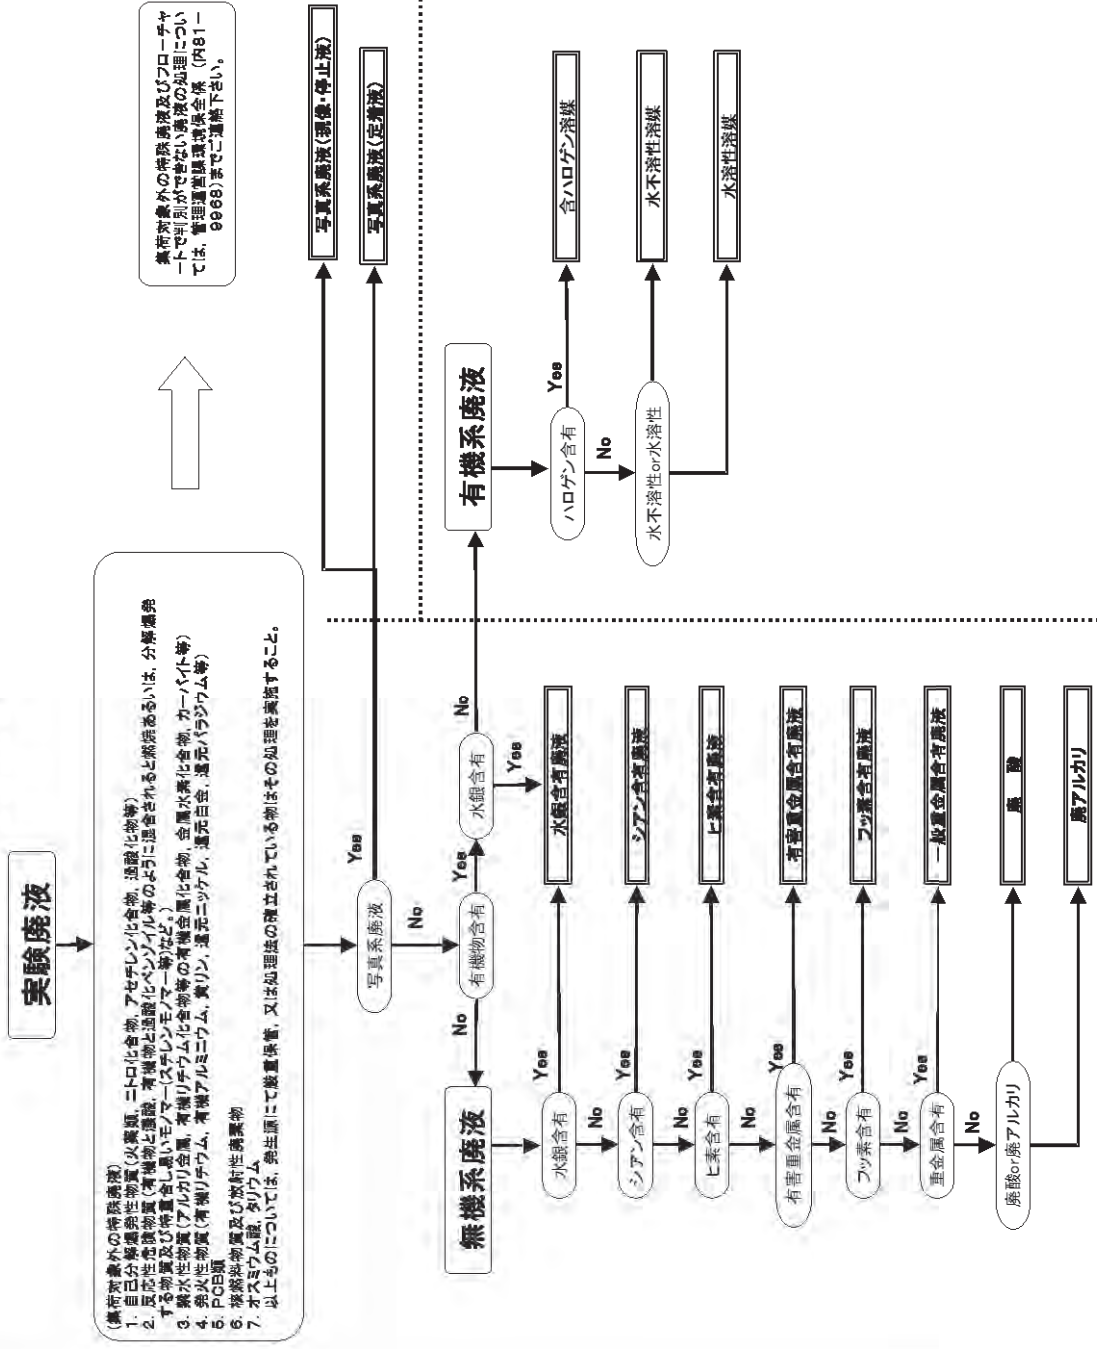 実験廃液
(集荷対象外の特殊廃液)
1. 自己分解爆発性物質(火薬類, ニトロ化合物, アセチレン化合物, 過酸化物等)
2. 反応性危険物質(有機物と濃酸, 有機物と過酸化ベンゾイル等のように混合されると燃焼あるいは, 分解爆発
する物質及び特重合し易いモノマー(スチレンモノマー等)など。)
3. 禁水性物質(アルカリ金属, 有機リチウム化合物等の有機金属化合物, 金属水素化合物, カーバイト等)
4. 発火性物質(有機リチウム, 有機アルミニウム, 黄リン, 還元ニッケル, 還元白金, 還元パラジウム等)
5. PCB類
6. 核燃料物質及び放射性廃棄物
7. オスミウム酸, タリウム
以上ものについては, 発生源にて厳重保管, 又は処理法の確立されている物はその処理を実施すること。
集荷対象外の特殊廃液及びフローチャ
ートで判別ができない廃液の処理につい
ては, 管理運営課環境保全係 (内81-
9968)までご連絡下さい。
写真系廃液
Yes
写真系廃液(現像・停止液)
写真系廃液(定着液)
No
有機物含有
Yes
水銀含有
No
有機系廃液
Yes
No
無機系廃液
水銀含有
Yes
水銀含有廃液
No
シアン含有
Yes
シアン含有廃液
No
ヒ素含有
Yes
ヒ素含有廃液
No
有害重金属含有
Yes
有害重金属含有廃液
No
フッ素含有
Yes
フッ素含有廃液
No
重金属含有
Yes
一般重金属含有廃液
No
廃酸or廃アルカリ
廃 酸
廃アルカリ
ハロゲン含有
Yes
含ハロゲン溶媒
No
水不溶性or水溶性
水不溶性溶媒
水溶性溶媒